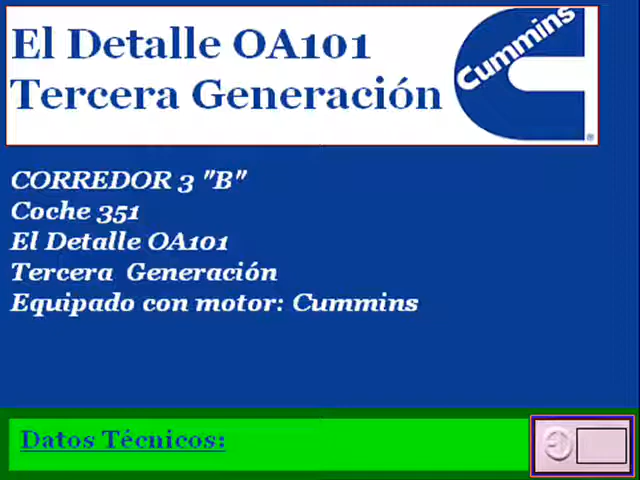 El Detalle OA101
Tercera Generación
Cummins
®
CORREDOR 3 "B"
Coche 351
El Detalle OA101
Tercera  Generación
Equipado con motor: Cummins
Datos Técnicos: